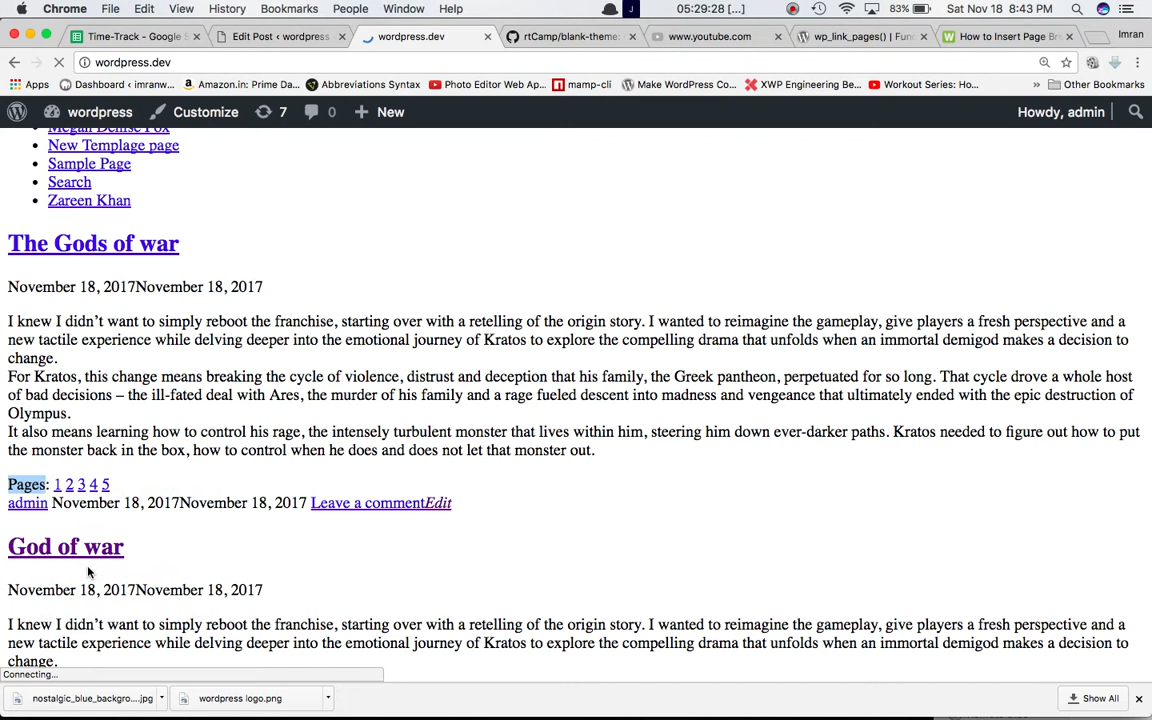 Chrome File Edit View History Bookmarks People Window Help 05:29:28 [...] 83% Sat Nov 18 8:43 PM
Time-Track - Google S Edit Post ‹ wordpress wordpress.dev rtCamp/blank-theme: www.youtube.com wp_link_pages() | Func How to Insert Page Bre Imran
wordpress.dev
Apps Dashboard ‹ imranw... Amazon.in: Prime Da... Abbreviations Syntax Photo Editor Web Ap... mamp-cli Make WordPress Co... XWP Engineering Be... Workout Series: Ho... » Other Bookmarks
wordpress Customize 7 0 New Howdy, admin
Megan Denise Fox
New Templage page
Sample Page
Search
Zareen Khan
The Gods of war
November 18, 2017November 18, 2017
I knew I didn’t want to simply reboot the franchise, starting over with a retelling of the origin story. I wanted to reimagine the gameplay, give players a fresh perspective and a
new tactile experience while delving deeper into the emotional journey of Kratos to explore the compelling drama that unfolds when an immortal demigod makes a decision to
change.
For Kratos, this change means breaking the cycle of violence, distrust and deception that his family, the Greek pantheon, perpetuated for so long. That cycle drove a whole host
of bad decisions – the ill-fated deal with Ares, the murder of his family and a rage fueled descent into madness and vengeance that ultimately ended with the epic destruction of
Olympus.
It also means learning how to control his rage, the intensely turbulent monster that lives within him, steering him down ever-darker paths. Kratos needed to figure out how to put
the monster back in the box, how to control when he does and does not let that monster out.
Pages: 1 2 3 4 5
admin November 18, 2017November 18, 2017 Leave a commentEdit
God of war
November 18, 2017November 18, 2017
I knew I didn’t want to simply reboot the franchise, starting over with a retelling of the origin story. I wanted to reimagine the gameplay, give players a fresh perspective and a
new tactile experience while delving deeper into the emotional journey of Kratos to explore the compelling drama that unfolds when an immortal demigod makes a decision to
change.
Connecting...
nostalgic_blue_backgro....jpg wordpress logo.png Show All